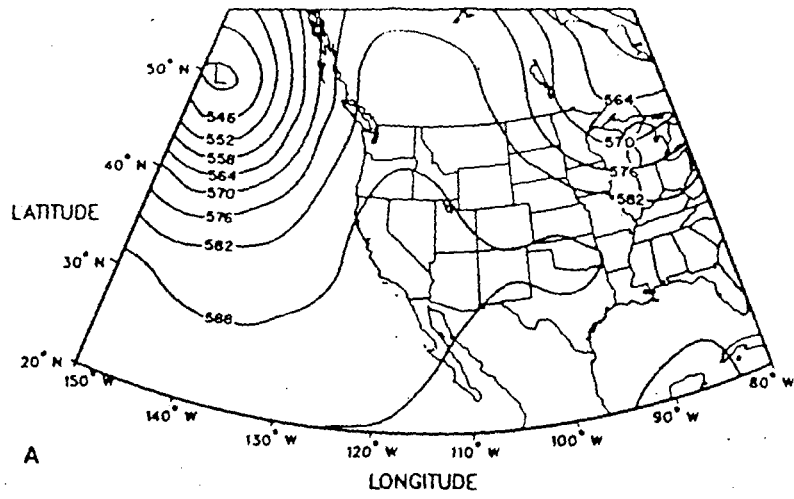 50° N
L
546
552
558
564
40° N
570
576
LATITUDE
582
30° N
588
20° N
150° W
140° W
130° W
120° W
110° W
100° W
90° W
80° W
564
570
576
582
A
LONGITUDE